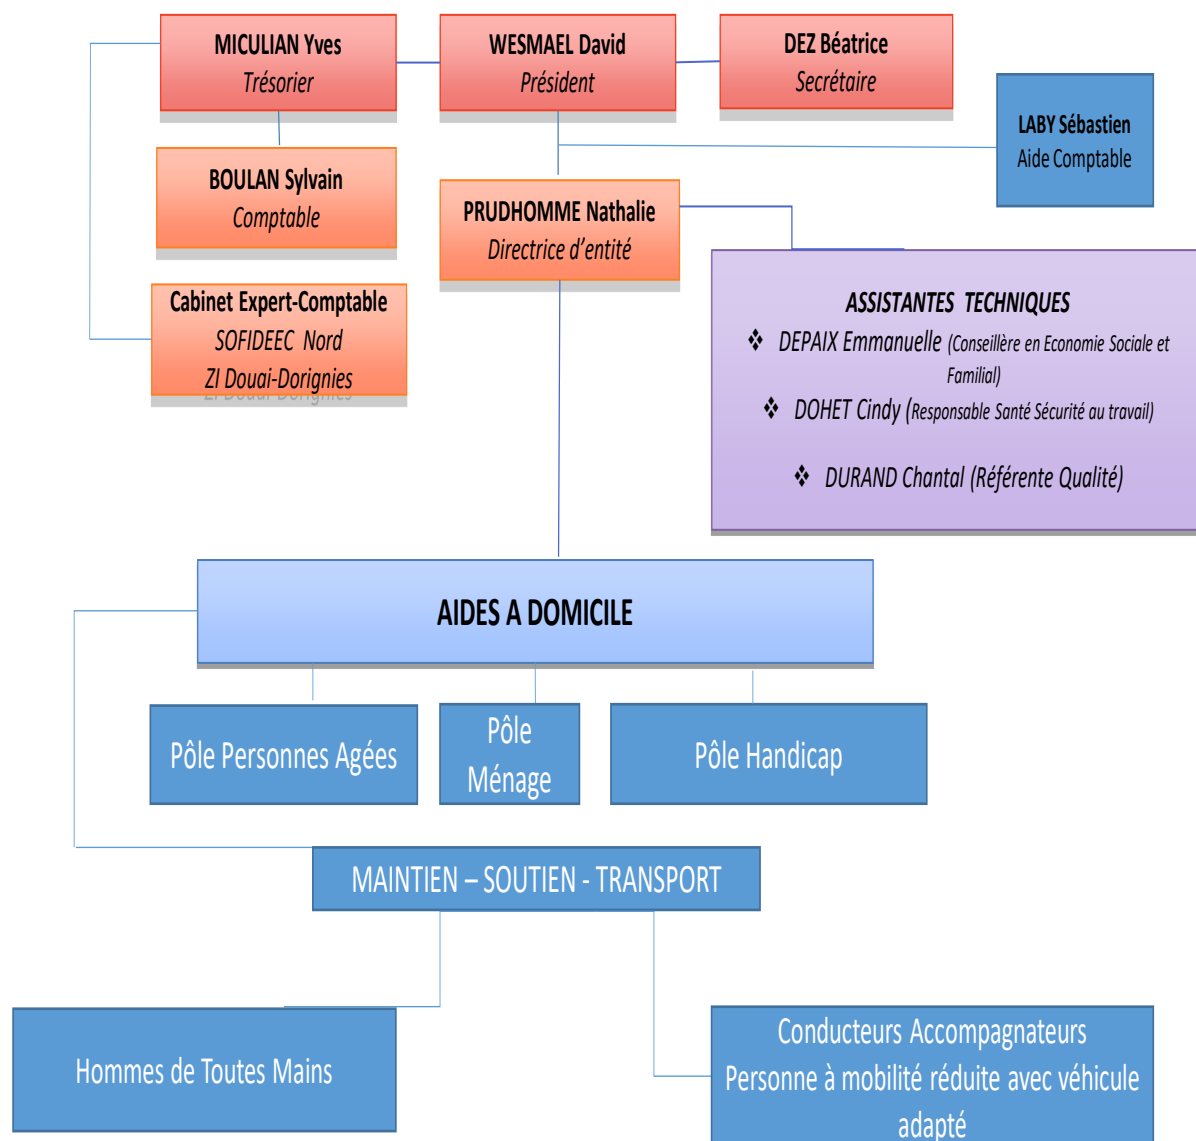 MICULIAN Yves
Trésorier
WESMAEL David
Président
DEZ Béatrice
Secrétaire
LABY Sébastien
Aide Comptable
BOULAN Sylvain
Comptable
PRUDHOMME Nathalie
Directrice d’entité
Cabinet Expert-Comptable
SOFIDEEC Nord
ZI Douai-Dorignies
ASSISTANTES TECHNIQUES
❖ DEPAIX Emmanuelle (Conseillère en Economie Sociale et
Familial)
❖ DOHET Cindy (Responsable Santé Sécurité au travail)
❖ DURAND Chantal (Référente Qualité)
AIDES A DOMICILE
Pôle Personnes Agées
Pôle
Ménage
Pôle Handicap
MAINTIEN – SOUTIEN - TRANSPORT
Hommes de Toutes Mains
Conducteurs Accompagnateurs
Personne à mobilité réduite avec véhicule
adapté